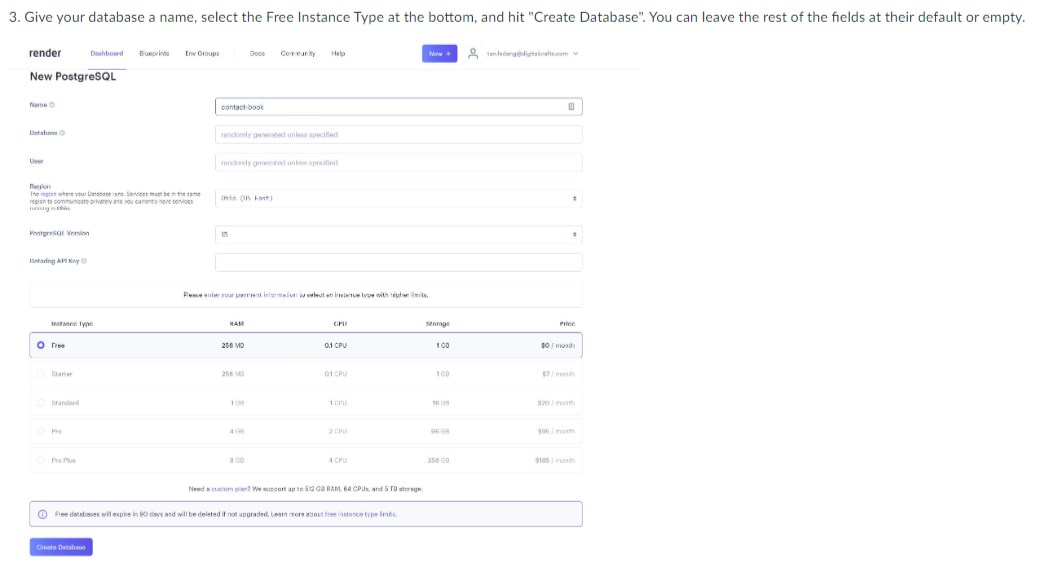 3. Give your database a name, select the Free Instance Type at the bottom, and hit "Create Database". You can leave the rest of the fields at their default or empty.
render Dashboard Blueprints Env Groups Docs Community Help New +
New PostgreSQL
Name
contact-book
Database
randomly generated unless specified
User
randomly generated unless specified
Region
The region where your Database runs. Services must be in the same
region to communicate privately and you currently have services
running in Ohio.
Ohio (US East)
PostgreSQL Version
15
Datadog API Key
Please enter your payment information to select an instance type with higher limits.
Instance Type RAM CPU Storage Price
Free 256 MB 0.1 CPU 1 GB $0 / month
Starter 256 MB 0.1 CPU 1 GB $7 / month
Standard 1 GB 1 CPU 16 GB $20 / month
Pro 4 GB 2 CPU 96 GB $95 / month
Pro Plus 8 GB 4 CPU 256 GB $185 / month
Need a custom plan? We support up to 512 GB RAM, 64 CPUs, and 5 TB storage.
Free databases will expire in 90 days and will be deleted if not upgraded. Learn more about free instance type limits.
Create Database